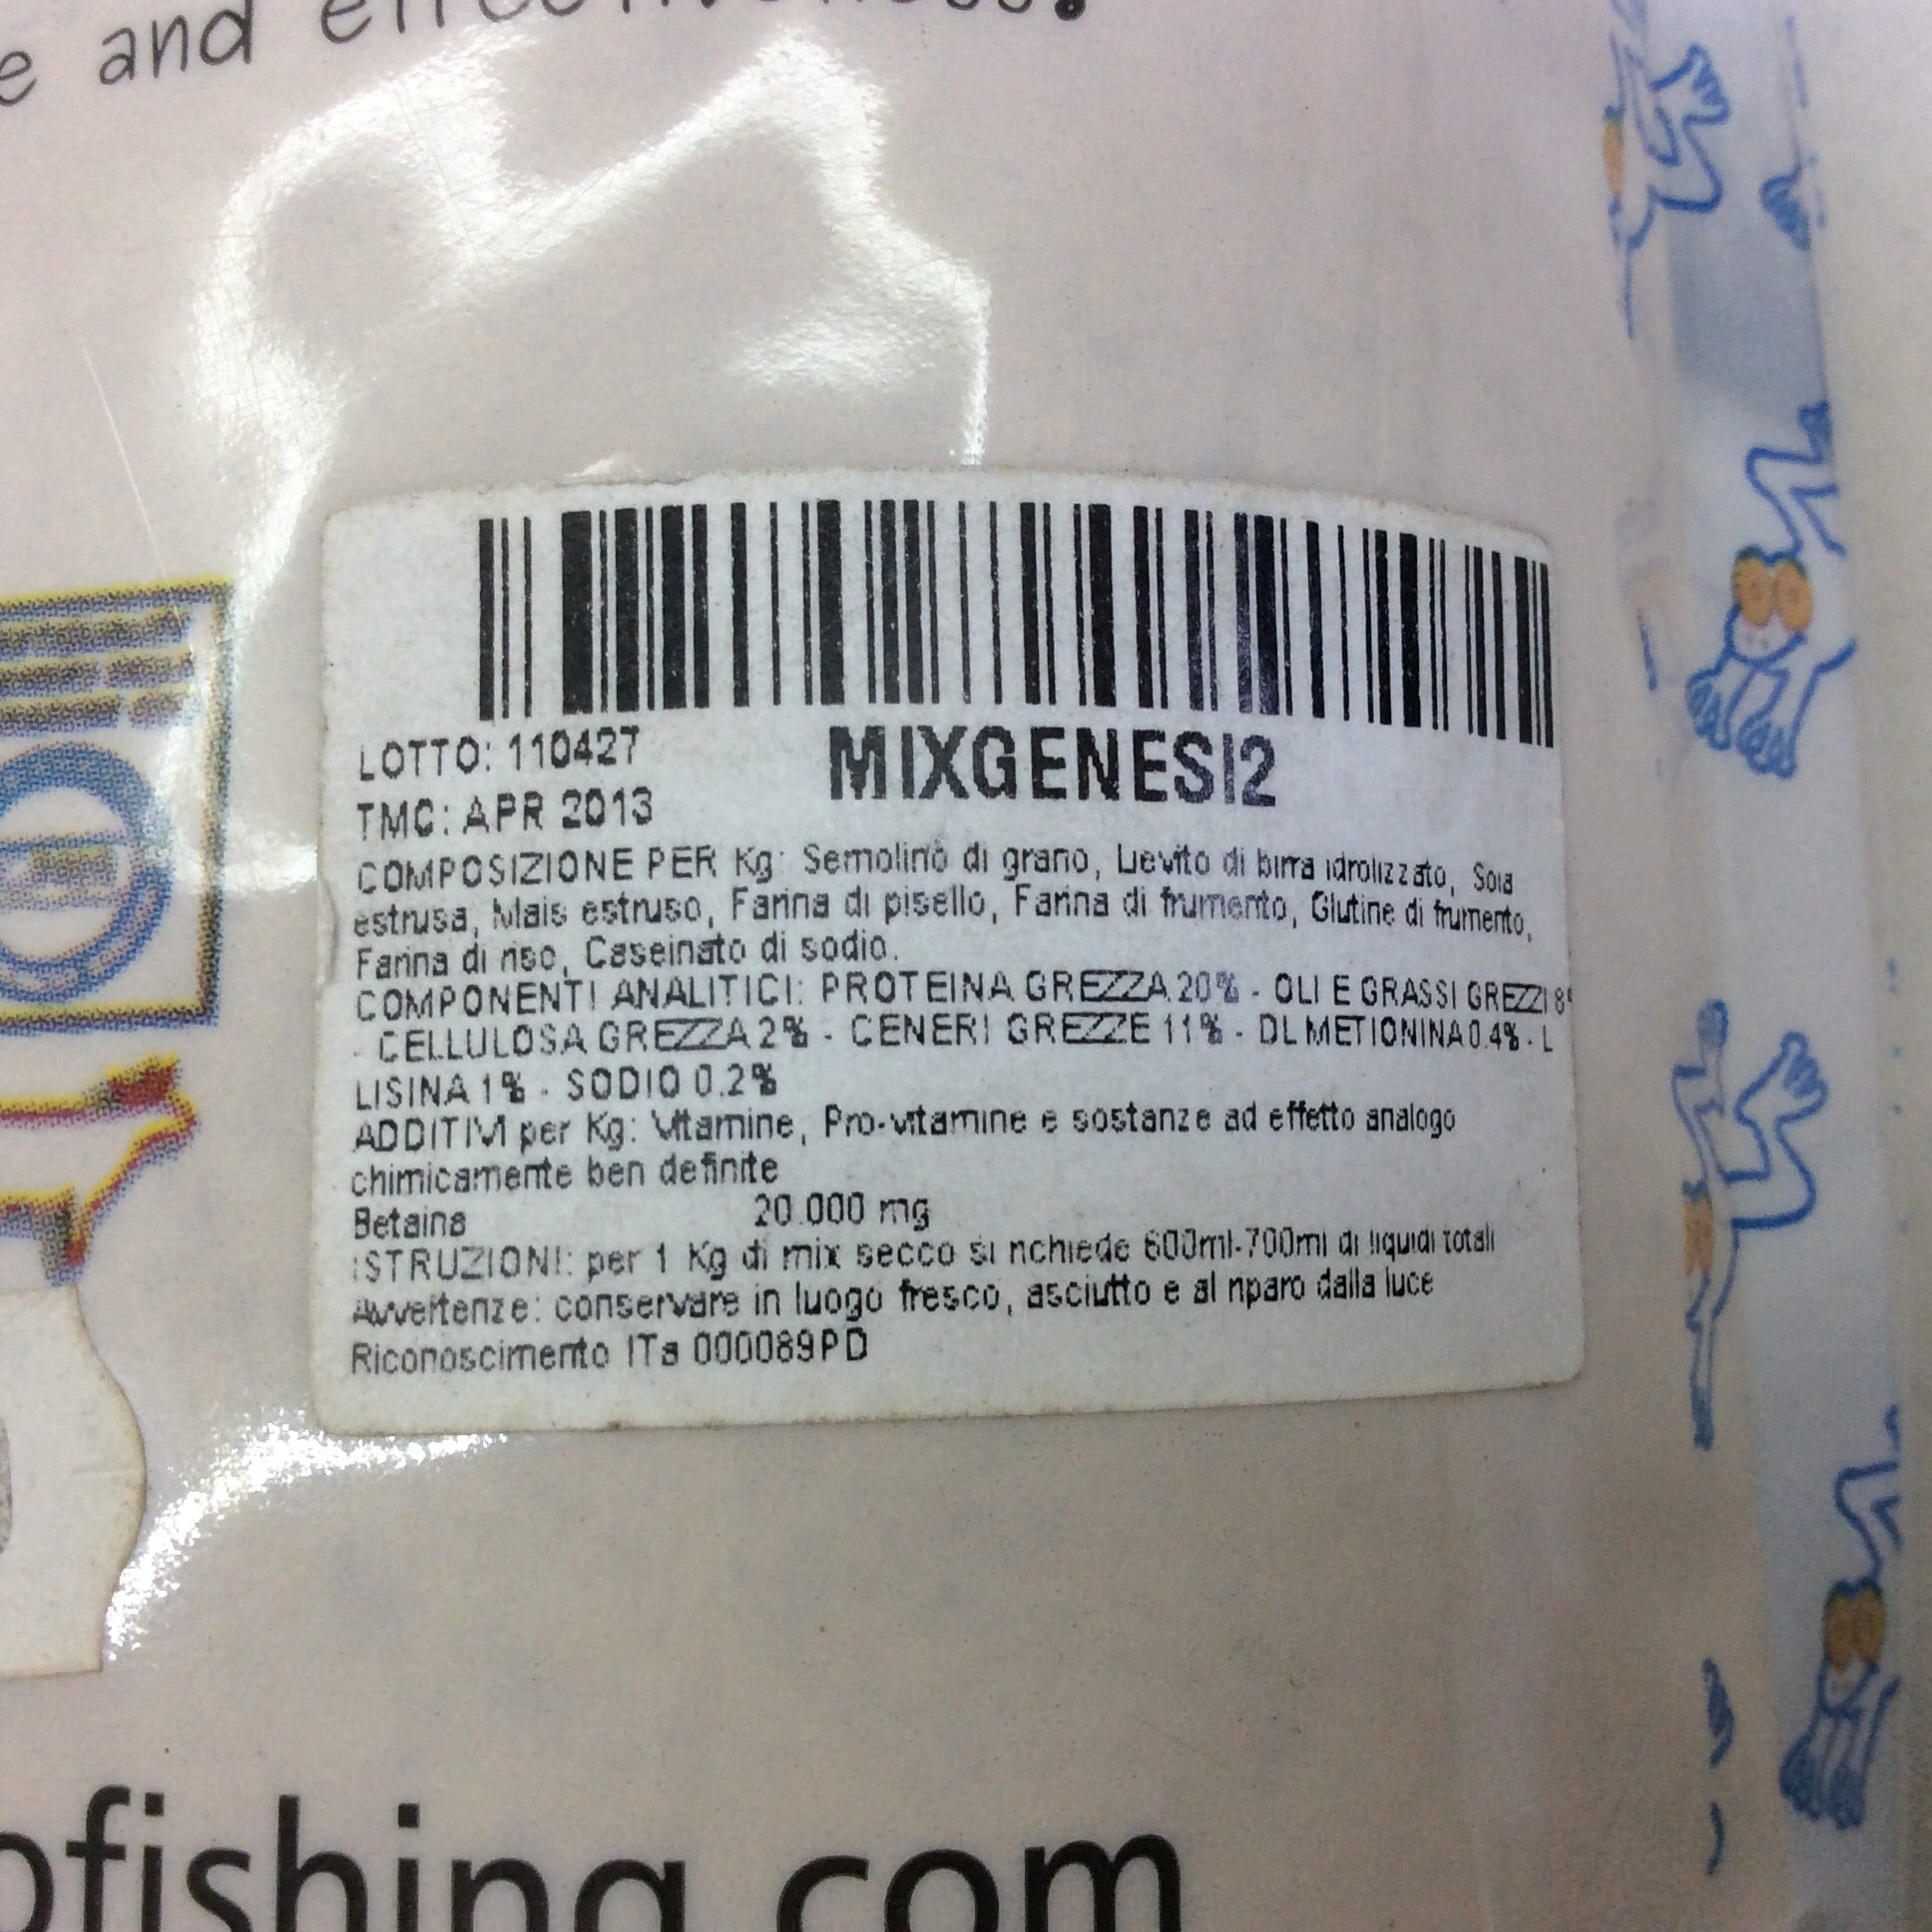 e and effectiveness.
MIXGENESI2
LOTTO: 110427
TMC: APR 2013
COMPOSIZIONE PER Kg: Semolino di grano, Lievito di birra idrolizzato, Soia
estrusa, Mais estruso, Farina di pisello, Farina di frumento, Glutine di frumento,
Farina di riso, Caseinato di sodio.
COMPONENTI ANALITICI: PROTEINA GREZZA 20% - OLI E GRASSI GREZZI 8%
- CELLULOSA GREZZA 2% - CENERI GREZZE 11% - DL METIONINA 0.4% - L
LISINA 1% - SODIO 0.2%
ADDITIVI per Kg: Vitamine, Pro-vitamine e sostanze ad effetto analogo
chimicamente ben definite
Betaina 20.000 mg
ISTRUZIONI: per 1 Kg di mix secco si richiede 600ml-700ml di liquidi totali
Avvertenze: conservare in luogo fresco, asciutto e al riparo dalla luce
Riconoscimento ITa 000089PD
pfishing.com